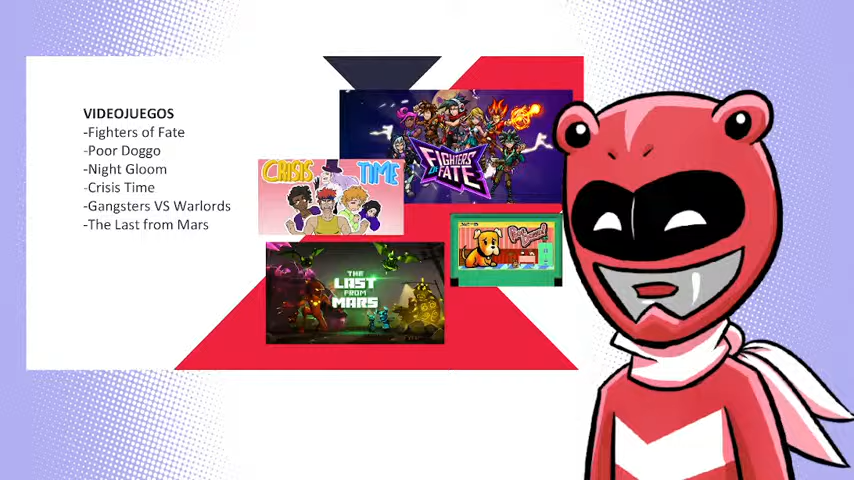 VIDEOJUEGOS
-Fighters of Fate
-Poor Doggo
-Night Gloom
-Crisis Time
-Gangsters VS Warlords
-The Last from Mars
FIGHTERS
OF FATE
CRISIS TIME
THE
LAST
FROM
MARS